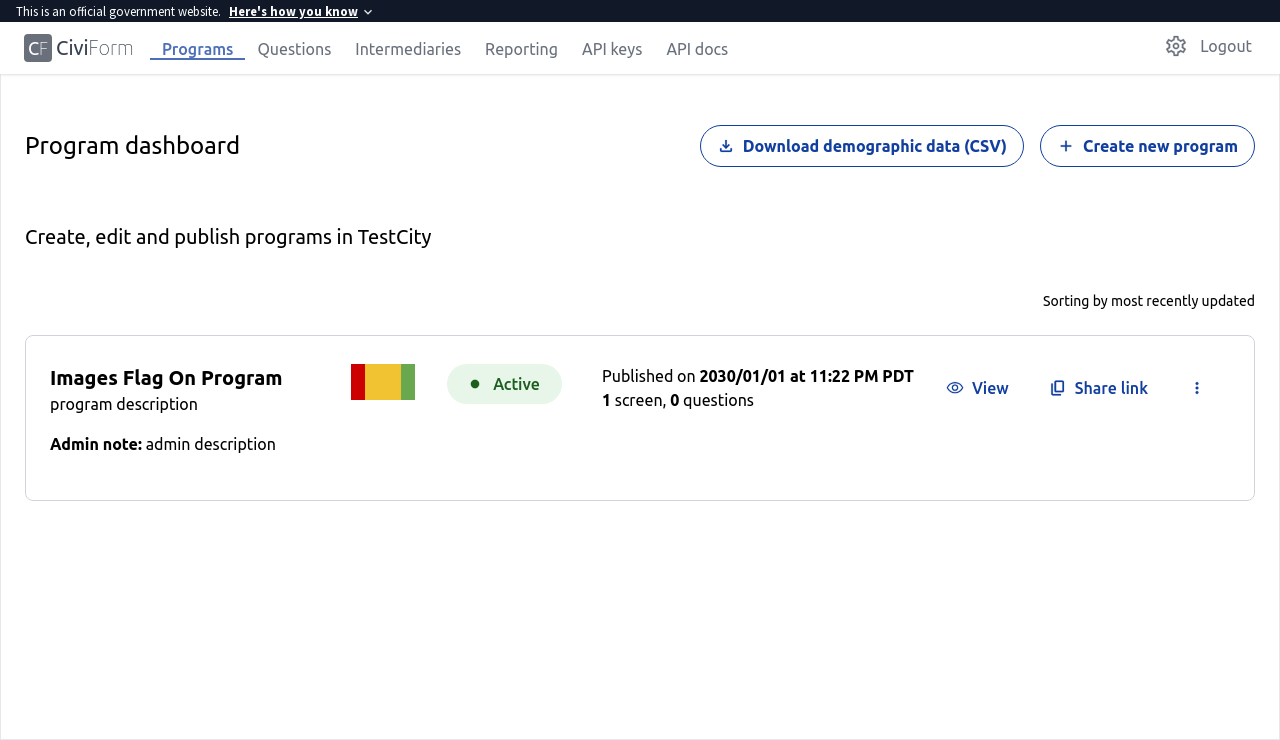 This is an official government website. Here's how you know
CF CiviForm Programs Questions Intermediaries Reporting API keys API docs Logout
Program dashboard Download demographic data (CSV) Create new program
Create, edit and publish programs in TestCity
Sorting by most recently updated
Images Flag On Program Active Published on 2030/01/01 at 11:22 PM PDT View Share link
program description 1 screen, 0 questions
Admin note: admin description